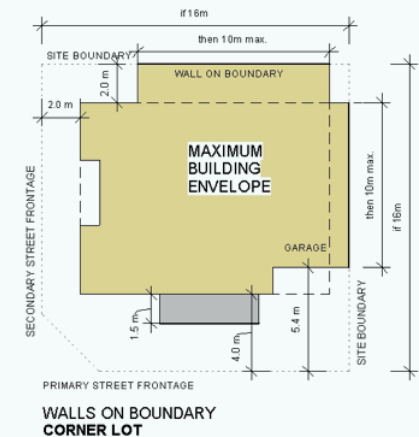 if 16m
then 10m max.
SITE BOUNDARY
WALL ON BOUNDARY
2.0 m
2.0 m
MAXIMUM
BUILDING
ENVELOPE
then 10m max.
if 16m
SECONDARY STREET FRONTAGE
GARAGE
1.5 m
4.0 m
5.4 m
SITE BOUNDARY
PRIMARY STREET FRONTAGE
WALLS ON BOUNDARY
CORNER LOT